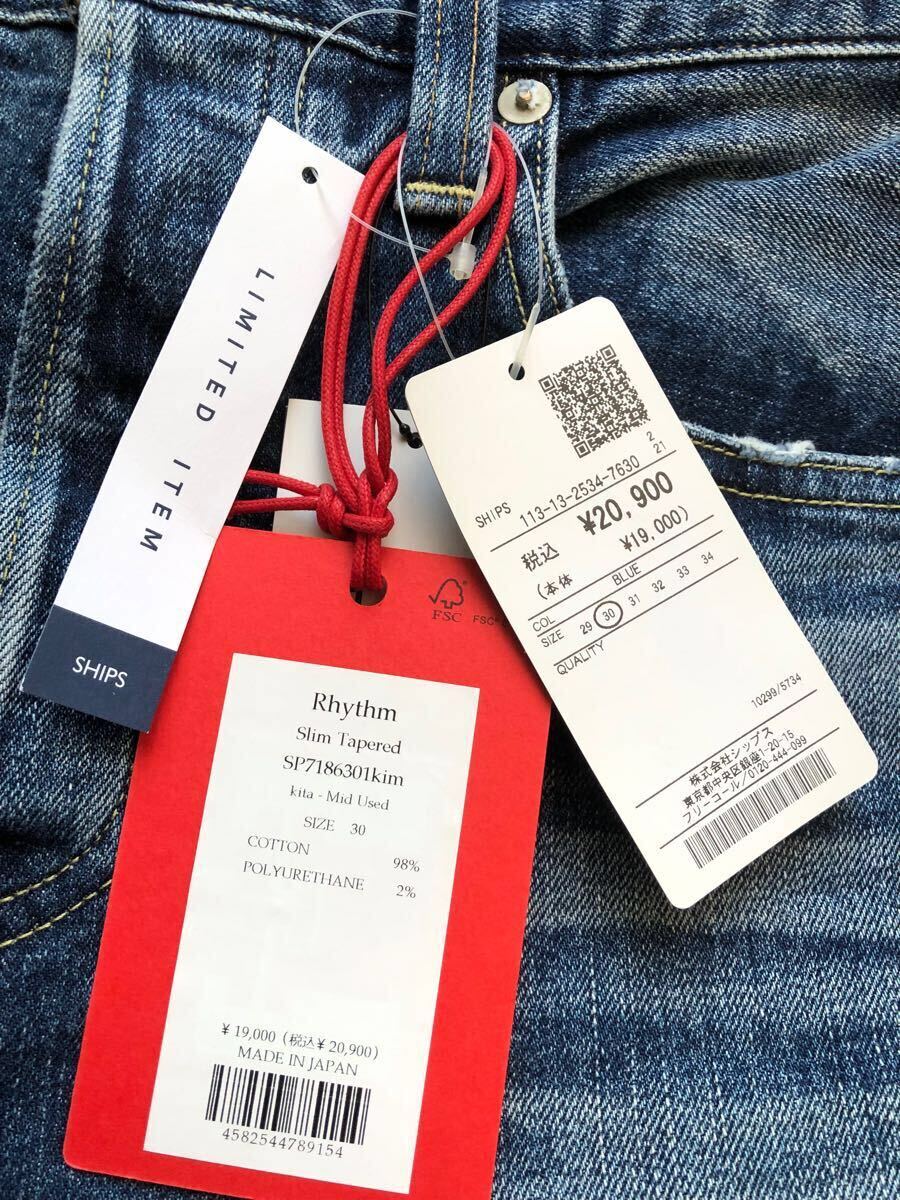 LIMITED ITEM
SHIPS
FSC FSC
Rhythm
Slim Tapered
SP7186301kim
kita - Mid Used
SIZE 30
COTTON 98%
POLYURETHANE 2%
¥ 19,000 (税込¥ 20,900)
MADE IN JAPAN
4582544789154
2
SHIPS 113-13-2534-7630 21
税込 ¥20,900
(本体 ¥19,000)
COL BLUE
SIZE 29 30 31 32 33 34
QUALITY
10299/5734
株式会社シップス
東京都中央区銀座1-20-15
フリーコール/0120-444-099